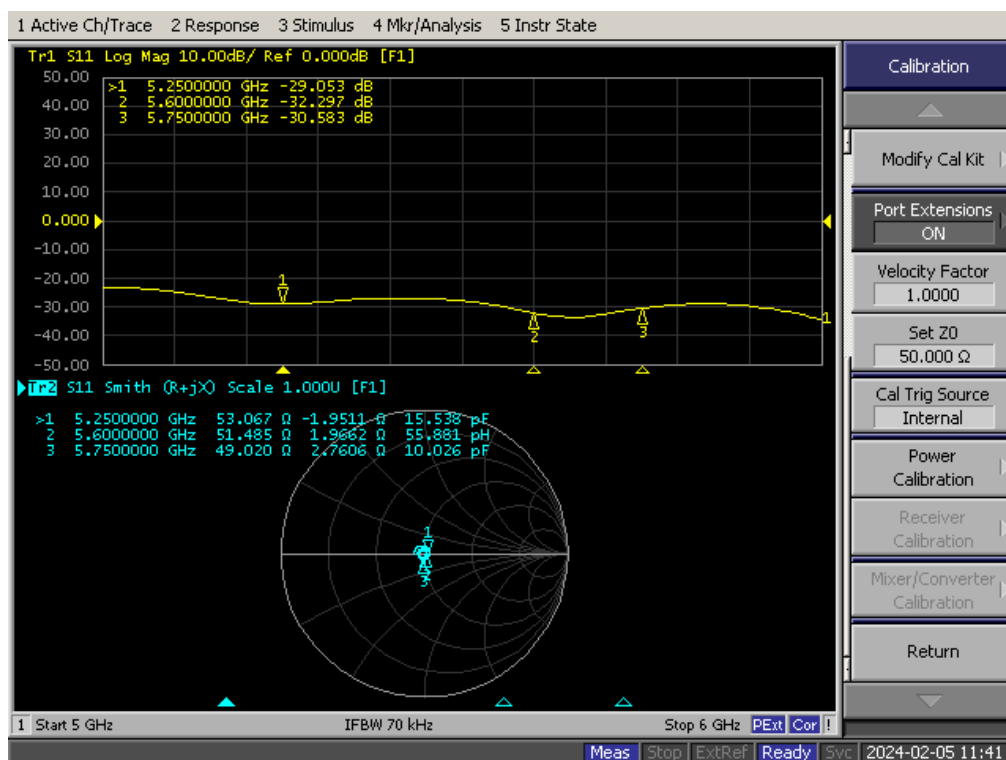 1 Active Ch/Trace 2 Response 3 Stimulus 4 Mkr/Analysis 5 Instr State
Tr1 S11 Log Mag 10.00dB/ Ref 0.000dB [F1]
50.00
40.00
30.00
20.00
10.00
0.000
-10.00
-20.00
-30.00
-40.00
-50.00
>1 5.2500000 GHz -29.053 dB
2 5.6000000 GHz -32.297 dB
3 5.7500000 GHz -30.583 dB
1
2
3
1
Tr2 S11 Smith (R+jX) Scale 1.000U [F1]
>1 5.2500000 GHz 53.067 Ω -1.9511 Ω 15.538 pF
2 5.6000000 GHz 51.485 Ω 1.9662 Ω 55.881 pH
3 5.7500000 GHz 49.020 Ω 2.7606 Ω 10.026 pF
1
3
1 Start 5 GHz IFBW 70 kHz Stop 6 GHz PExt Cor !
Calibration
Modify Cal Kit
Port Extensions
ON
Velocity Factor
1.0000
Set Z0
50.000 Ω
Cal Trig Source
Internal
Power
Calibration
Receiver
Calibration
Mixer/Converter
Calibration
Return
Meas Stop ExtRef Ready Svc 2024-02-05 11:41